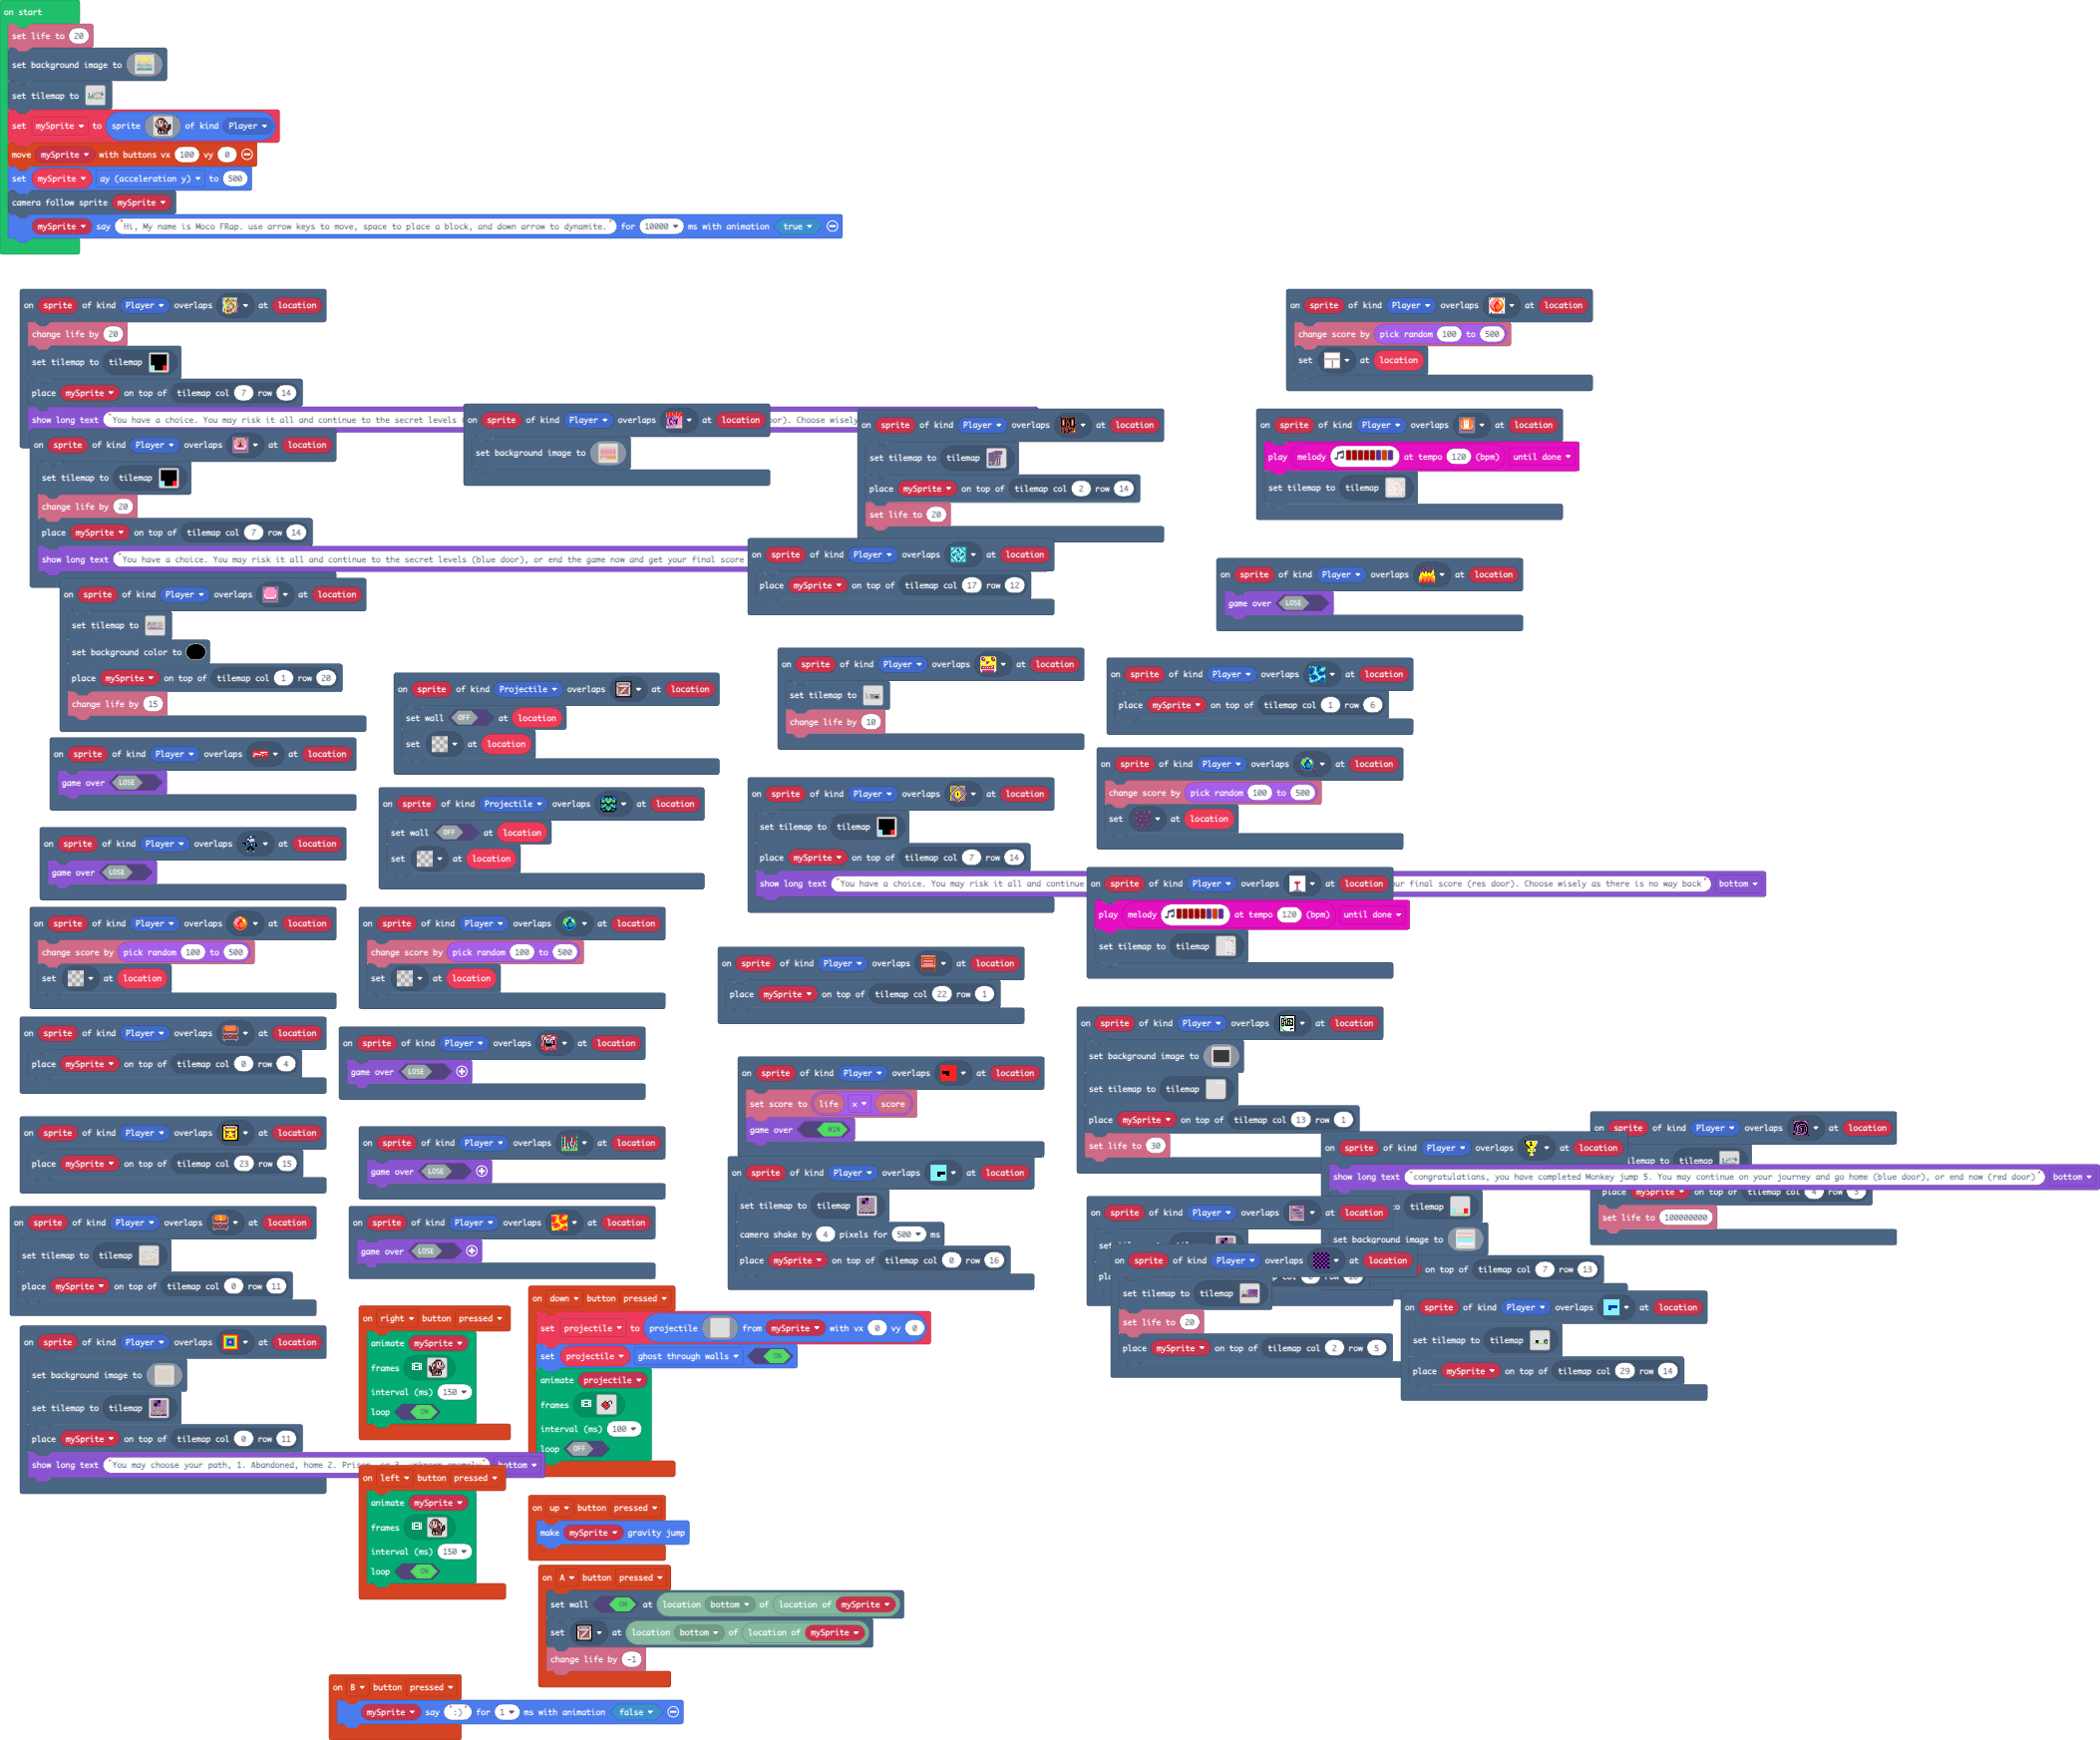 on start
set life to 20
set background image to
set tilemap to
set mySprite to sprite of kind Player
move mySprite with buttons vx 100 vy 0
set mySprite ay (acceleration y) to 500
camera follow sprite mySprite
mySprite say "Hi, My name is Maco FRap. use arrow keys to move, space to place a block, and down arrow to dynamite." for 10000 ms with animation true
on sprite of kind Player overlaps at location
change life by 20
set tilemap to tilemap
place mySprite on top of tilemap col 7 row 14
show long text "You have a choice. You may risk it all and continue to the secret levels
or). Choose wisely
on sprite of kind Player overlaps at location
set tilemap to tilemap
change life by 20
place mySprite on top of tilemap col 7 row 14
show long text "You have a choice. You may risk it all and continue to the secret levels (blue door), or end the game now and get your final score
on sprite of kind Player overlaps at location
set tilemap to
set background color to
place mySprite on top of tilemap col 1 row 20
change life by 15
on sprite of kind Player overlaps at location
game over LOSE
on sprite of kind Player overlaps at location
game over LOSE
on sprite of kind Player overlaps at location
change score by pick random 100 to 500
set at location
on sprite of kind Player overlaps at location
place mySprite on top of tilemap col 0 row 4
on sprite of kind Player overlaps at location
place mySprite on top of tilemap col 23 row 15
on sprite of kind Player overlaps at location
set tilemap to tilemap
place mySprite on top of tilemap col 0 row 11
on sprite of kind Player overlaps at location
set background image to
set tilemap to tilemap
place mySprite on top of tilemap col 0 row 11
show long text "You may choose your path, 1. Abandoned, home 2. Prison, or 3. unknown anomaly" bottom
on sprite of kind Player overlaps at location
set background image to
on sprite of kind Projectile overlaps at location
set wall OFF at location
set at location
on sprite of kind Projectile overlaps at location
set wall OFF at location
set at location
on sprite of kind Player overlaps at location
change score by pick random 100 to 500
set at location
on sprite of kind Player overlaps at location
game over LOSE
on sprite of kind Player overlaps at location
game over LOSE
on sprite of kind Player overlaps at location
game over LOSE
on right button pressed
animate mySprite
frames
interval (ms) 150
loop ON
on left button pressed
animate mySprite
frames
interval (ms) 150
loop ON
on down button pressed
set projectile to projectile from mySprite with vx 0 vy 0
set projectile ghost through walls ON
animate projectile
frames
interval (ms) 100
loop OFF
on up button pressed
make mySprite gravity jump
on A button pressed
set wall ON at location bottom of location of mySprite
set at location bottom of location of mySprite
change life by -1
on B button pressed
mySprite say ":)" for 1 ms with animation false
on sprite of kind Player overlaps at location
set tilemap to tilemap
place mySprite on top of tilemap col 2 row 14
set life to 20
on sprite of kind Player overlaps at location
place mySprite on top of tilemap col 17 row 12
on sprite of kind Player overlaps at location
set tilemap to
change life by 10
on sprite of kind Player overlaps at location
set tilemap to tilemap
place mySprite on top of tilemap col 7 row 14
show long text "You have a choice. You may risk it all and continue
ur final score (res door). Choose wisely as there is no way back" bottom
on sprite of kind Player overlaps at location
place mySprite on top of tilemap col 22 row 1
on sprite of kind Player overlaps at location
set score to life x score
game over WIN
on sprite of kind Player overlaps at location
set tilemap to tilemap
camera shake by 4 pixels for 500 ms
place mySprite on top of tilemap col 0 row 16
on sprite of kind Player overlaps at location
change score by pick random 100 to 500
set at location
on sprite of kind Player overlaps at location
play melody at tempo 120 (bpm) until done
set tilemap to tilemap
on sprite of kind Player overlaps at location
game over LOSE
on sprite of kind Player overlaps at location
place mySprite on top of tilemap col 1 row 6
on sprite of kind Player overlaps at location
change score by pick random 100 to 500
set at location
on sprite of kind Player overlaps at location
play melody at tempo 120 (bpm) until done
set tilemap to tilemap
on sprite of kind Player overlaps at location
set background image to
set tilemap to tilemap
place mySprite on top of tilemap col 13 row 1
set life to 30
on sprite of kind Player overlaps at location
show long text "congratulations, you have completed Monkey jump 5. You may continue on your journey and go home (blue door), or end now (red door)" bottom
to tilemap
set background image to
on top of tilemap col 7 row 13
on sprite of kind Player overlaps at location
tilemap
place mySprite on top of tilemap col 4 row 3
set life to 100000000
on sprite of kind Player overlaps at location
on sprite of kind Player overlaps at location
set tilemap to tilemap
set life to 20
place mySprite on top of tilemap col 2 row 5
on sprite of kind Player overlaps at location
set tilemap to tilemap
place mySprite on top of tilemap col 29 row 14